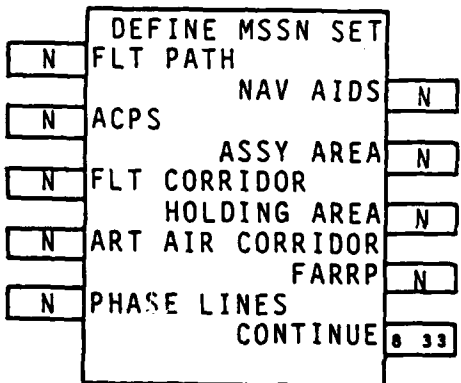 DEFINE MSSN SET
N FLT PATH
NAV AIDS N
N ACPS
ASSY AREA N
N FLT CORRIDOR
HOLDING AREA N
N ART AIR CORRIDOR
FARRP N
N PHASE LINES
CONTINUE 8 33